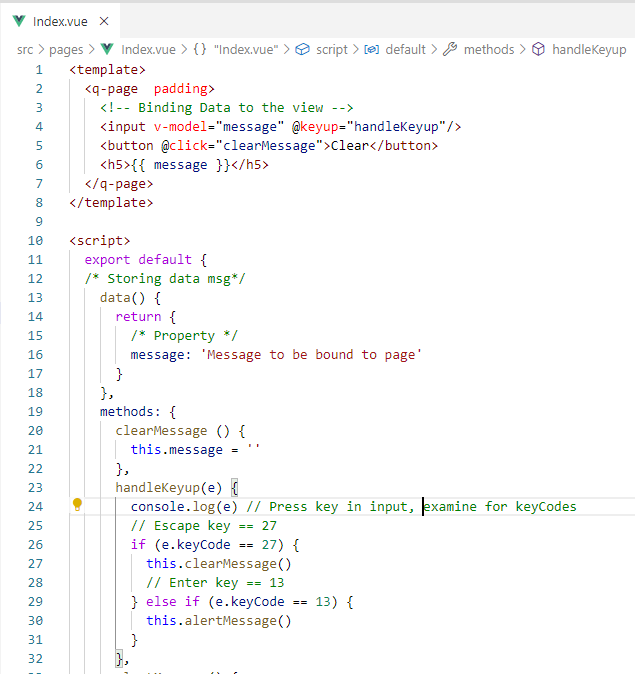 Index.vue ×
src > pages > Index.vue > {} "Index.vue" > script > default > methods > handleKeyup
1 <template>
2 <q-page  padding>
3 <!-- Binding Data to the view -->
4 <input v-model="message" @keyup="handleKeyup"/>
5 <button @click="clearMessage">Clear</button>
6 <h5>{{ message }}</h5>
7 </q-page>
8 </template>
9
10 <script>
11 export default {
12 /* Storing data msg*/
13 data() {
14 return {
15 /* Property */
16 message: 'Message to be bound to page'
17 }
18 },
19 methods: {
20 clearMessage () {
21 this.message = ''
22 },
23 handleKeyup(e) {
24 console.log(e) // Press key in input, examine for keyCodes
25 // Escape key == 27
26 if (e.keyCode == 27) {
27 this.clearMessage()
28 // Enter key == 13
29 } else if (e.keyCode == 13) {
30 this.alertMessage()
31 }
32 },